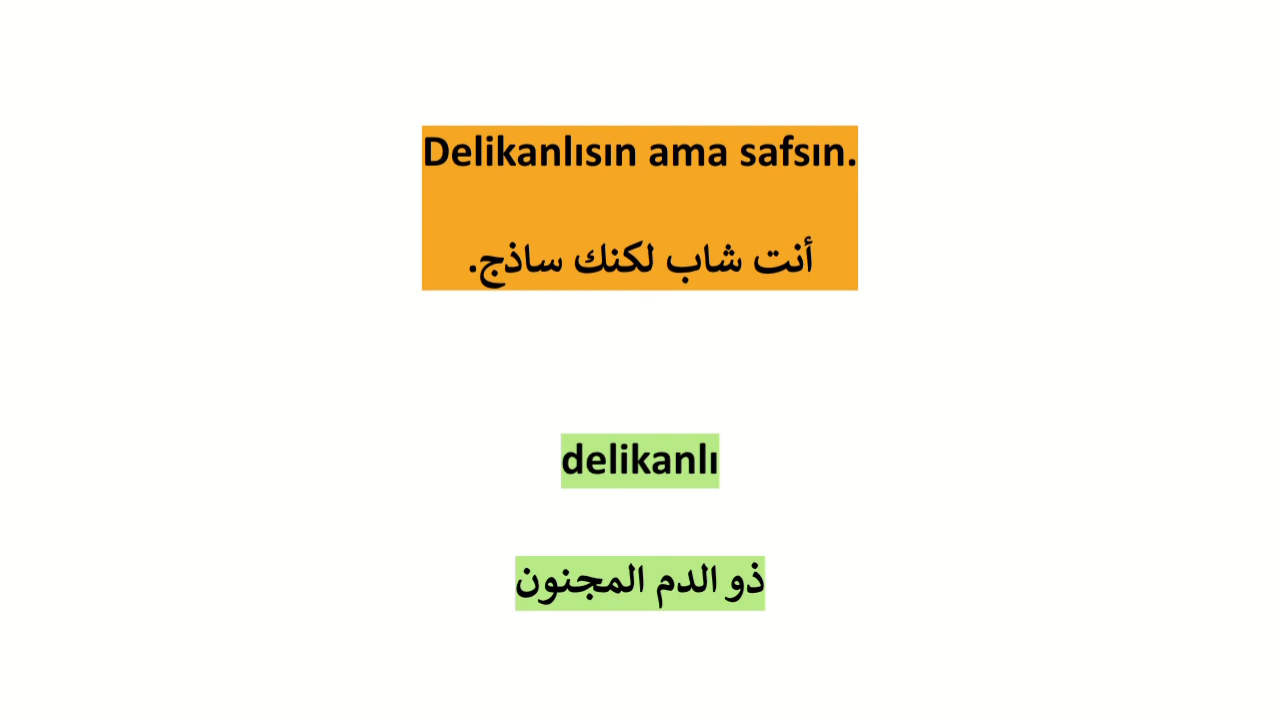 Delikanlısın ama safsın.
أنت شاب لكنك ساذج.
delikanlı
ذو الدم المجنون